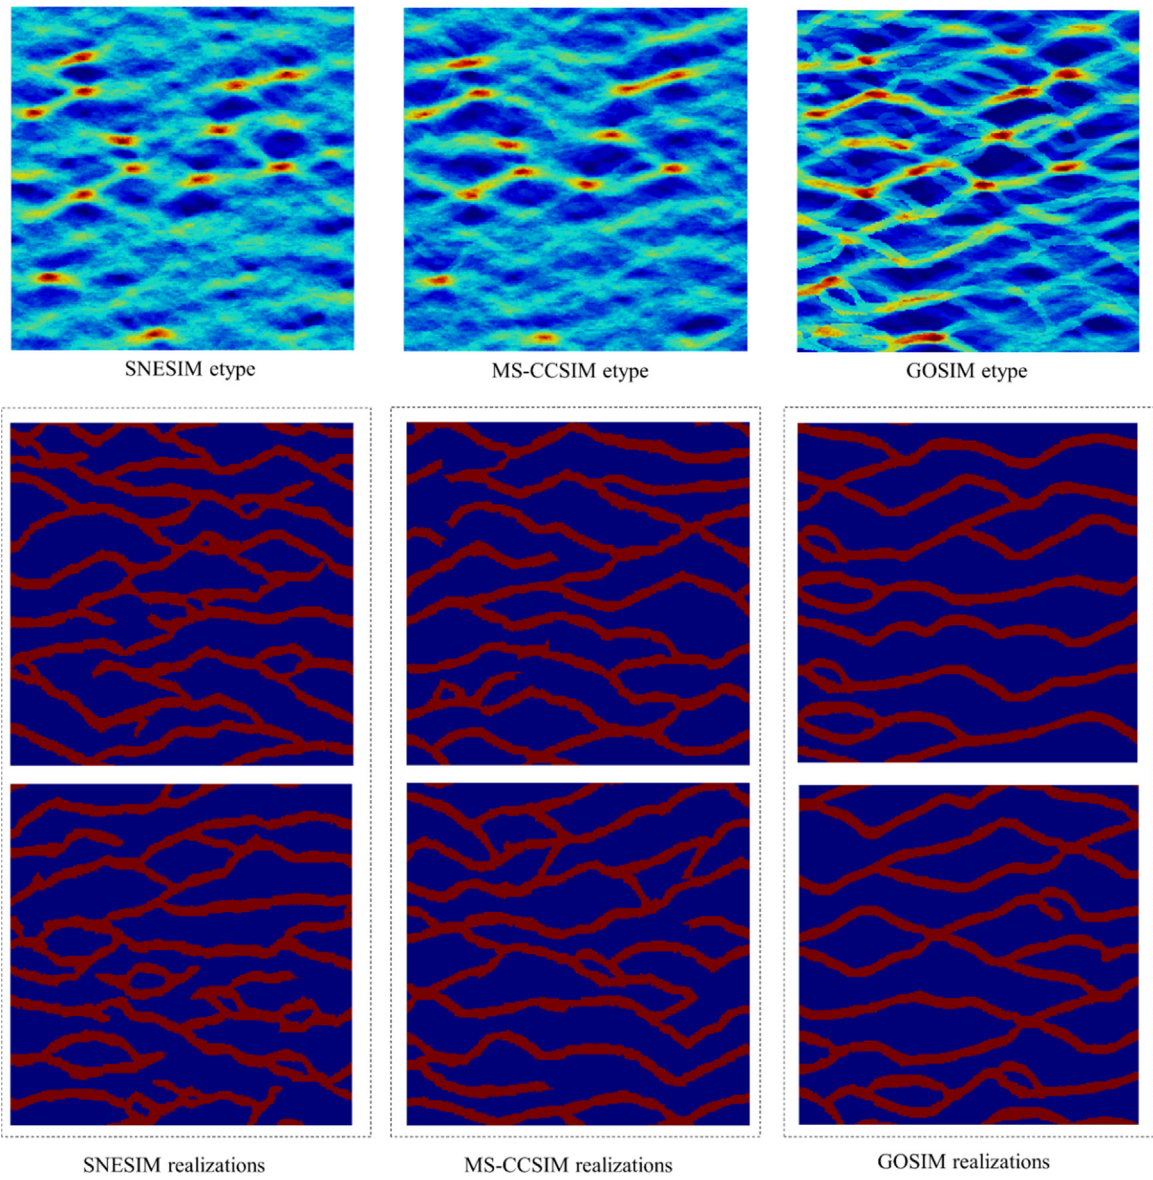 SNESIM etype
MS-CCSIM etype
GOSIM etype
SNESIM realizations
MS-CCSIM realizations
GOSIM realizations